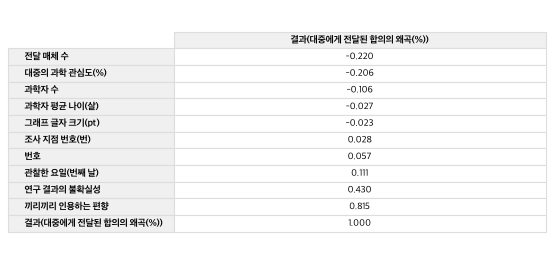 결과(대중에게 전달된 합의의 왜곡(%))
전달 매체 수 -0.220
대중의 과학 관심도(%) -0.206
과학자 수 -0.106
과학자 평균 나이(살) -0.027
그래프 글자 크기(pt) -0.023
조사 지점 번호(번) 0.028
번호 0.057
관찰한 요일(번째 날) 0.111
연구 결과의 불확실성 0.430
끼리끼리 인용하는 편향 0.815
결과(대중에게 전달된 합의의 왜곡(%)) 1.000